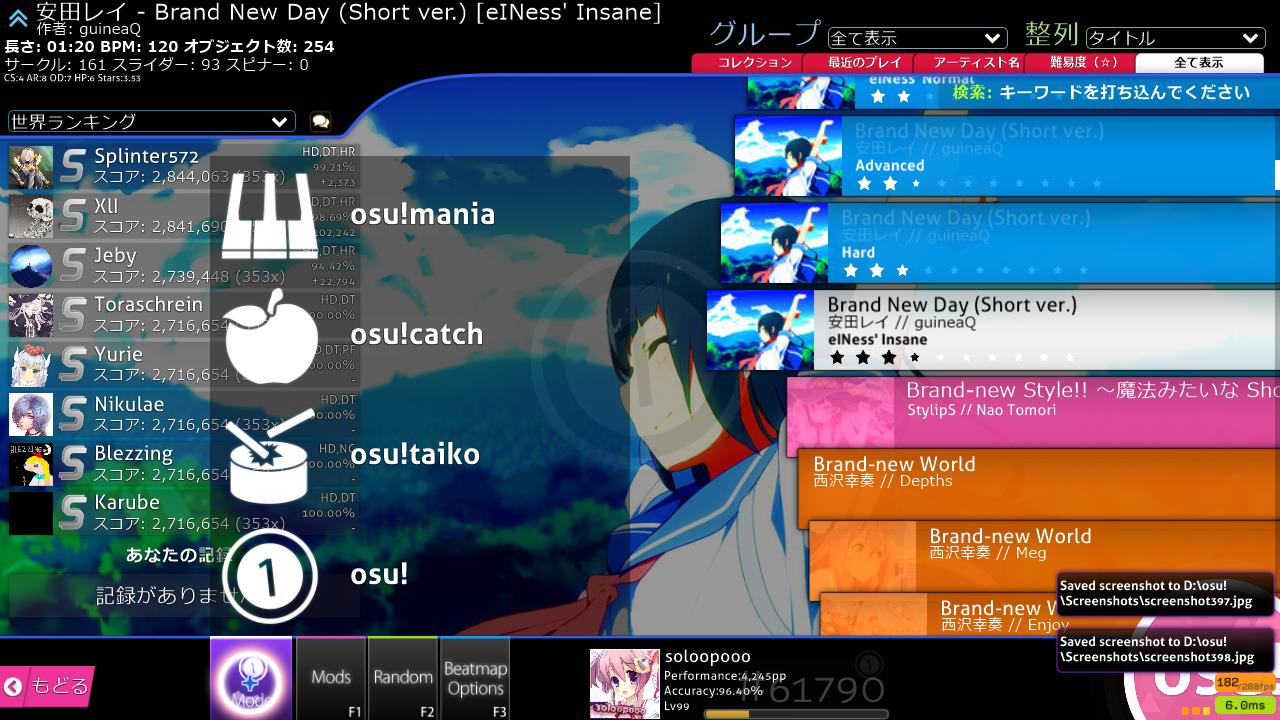 安田レイ - Brand New Day (Short ver.) [eINess' Insane]
作者: guineaQ
長さ: 01:20 BPM: 120 オブジェクト数: 254
サークル: 161 スライダー: 93 スピナー: 0
CS:4 AR:8 OD:7 HP:6 Stars:3.53
グループ 全て表示
整列 タイトル
コレクション 最近のプレイ アーティスト名 難易度（☆） 全て表示
eINess' Normal
検索: キーワードを打ち込んでください
世界ランキング
Splinter572 HD,DT,HR
スコア: 2,844,063 (353x) 99.21%
+2,373
Xll HD,DT,HR
スコア: 2,841,690 98.69%
+102,242
Jeby HD,DT,HR
スコア: 2,739,448 (353x) 94.42%
+22,794
Toraschrein HD,DT
スコア: 2,716,654 100.00%
-
Yurie HD,DT,PF
スコア: 2,716,654 100.00%
-
Nikulae HD,DT
スコア: 2,716,654 (353x) 100.00%
-
Blezzing HD,NC
スコア: 2,716,654 100.00%
-
Karube HD,DT
スコア: 2,716,654 (353x) 100.00%
-
あなたの記録
記録がありません
osu!mania
osu!catch
osu!taiko
1
osu!
Brand New Day (Short ver.)
安田レイ // guineaQ
Advanced
Brand New Day (Short ver.)
安田レイ // guineaQ
Hard
Brand New Day (Short ver.)
安田レイ // guineaQ
eINess' Insane
Brand-new Style!! ～魔法みたいな Sho
StylipS // Nao Tomori
Brand-new World
西沢幸奏 // Depths
Brand-new World
西沢幸奏 // Meg
Brand-new W
西沢幸奏 // Enjoy
Saved screenshot to D:\osu!
\Screenshots\screenshot397.jpg
Saved screenshot to D:\osu!
\Screenshots\screenshot398.jpg
もどる
Mode
Mods
F1
Random
F2
Beatmap
Options
F3
soloopooo
Performance:4,245pp
Accuracy:96.40%
Lv99
#61790
182 /288fps
6.0ms